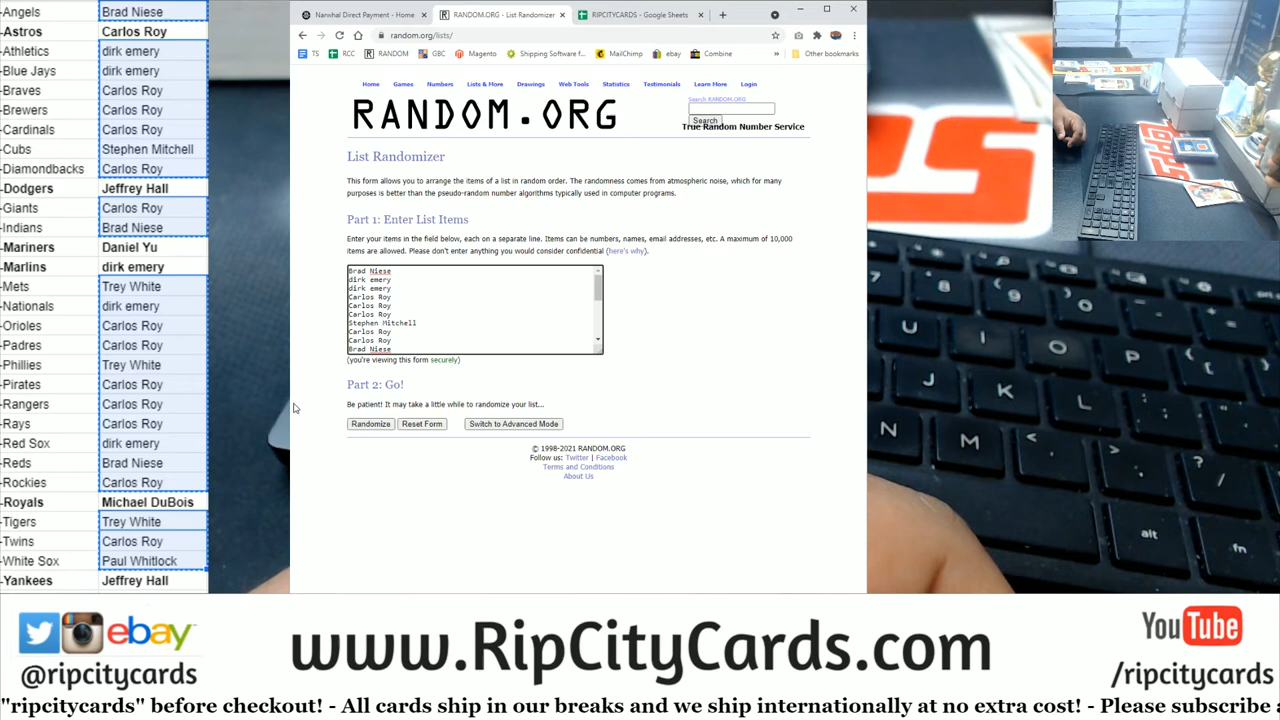 -Angels Brad Niese
-Astros Carlos Roy
-Athletics dirk emery
-Blue Jays dirk emery
-Braves Carlos Roy
-Brewers Carlos Roy
-Cardinals Carlos Roy
-Cubs Stephen Mitchell
-Diamondbacks Carlos Roy
-Dodgers Jeffrey Hall
-Giants Carlos Roy
-Indians Brad Niese
-Mariners Daniel Yu
-Marlins dirk emery
-Mets Trey White
-Nationals dirk emery
-Orioles Carlos Roy
-Padres Carlos Roy
-Phillies Trey White
-Pirates Carlos Roy
-Rangers Carlos Roy
-Rays Carlos Roy
-Red Sox dirk emery
-Reds Brad Niese
-Rockies Carlos Roy
-Royals Michael DuBois
-Tigers Trey White
-Twins Carlos Roy
-White Sox Paul Whitlock
-Yankees Jeffrey Hall
Narwhal Direct Payment - Home
RANDOM.ORG - List Randomizer
RIPCITYCARDS - Google Sheets
random.org/lists/
TS RCC RANDOM GBC Magento Shipping Software f... MailChimp ebay Combine » Other bookmarks
Home Games Numbers Lists & More Drawings Web Tools Statistics Testimonials Learn More Login
RANDOM.ORG
Search RANDOM.ORG
Search
True Random Number Service
List Randomizer
This form allows you to arrange the items of a list in random order. The randomness comes from atmospheric noise, which for many
purposes is better than the pseudo-random number algorithms typically used in computer programs.
Part 1: Enter List Items
Enter your items in the field below, each on a separate line. Items can be numbers, names, email addresses, etc. A maximum of 10,000
items are allowed. Please don't enter anything you would consider confidential (here's why).
Brad Niese
dirk emery
dirk emery
Carlos Roy
Carlos Roy
Carlos Roy
Stephen Mitchell
Carlos Roy
Carlos Roy
Brad Niese
(you're viewing this form securely)
Part 2: Go!
Be patient! It may take a little while to randomize your list...
Randomize Reset Form Switch to Advanced Mode
© 1998-2021 RANDOM.ORG
Follow us: Twitter | Facebook
Terms and Conditions
About Us
U I O
J K L
N M < >
? /
alt fn
ebay
@ripcitycards
www.RipCityCards.com
YouTube
/ripcitycards
"ripcitycards" before checkout! - All cards ship in our breaks and we ship internationally at no extra cost! - Please subscribe a